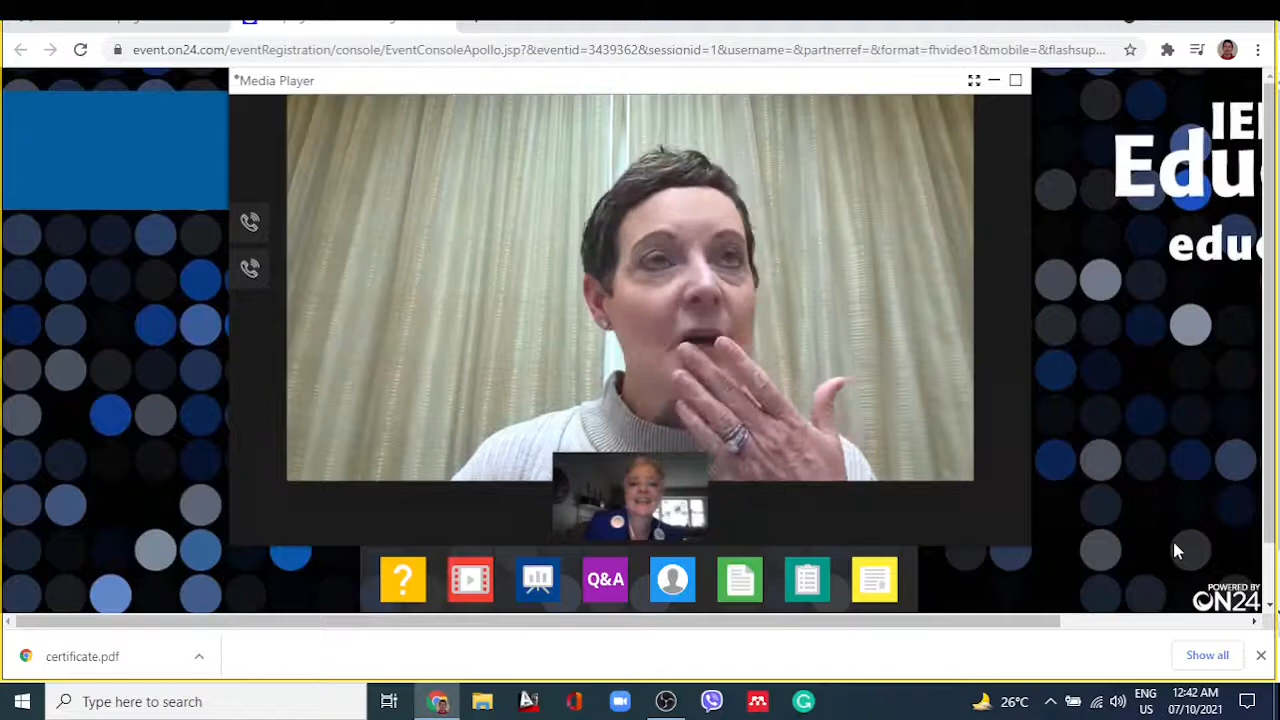 event.on24.com/eventRegistration/console/EventConsoleApollo.jsp?&eventid=3439362&sessionid=1&username=&partnerref=&format=fhvideo1&mobile=&flashsup...
*Media Player
Edu
edu
?
Q&A
POWERED BY
ON24
certificate.pdf
Show all
Type here to search
26°C
ENG
US
12:42 AM
07/10/2021